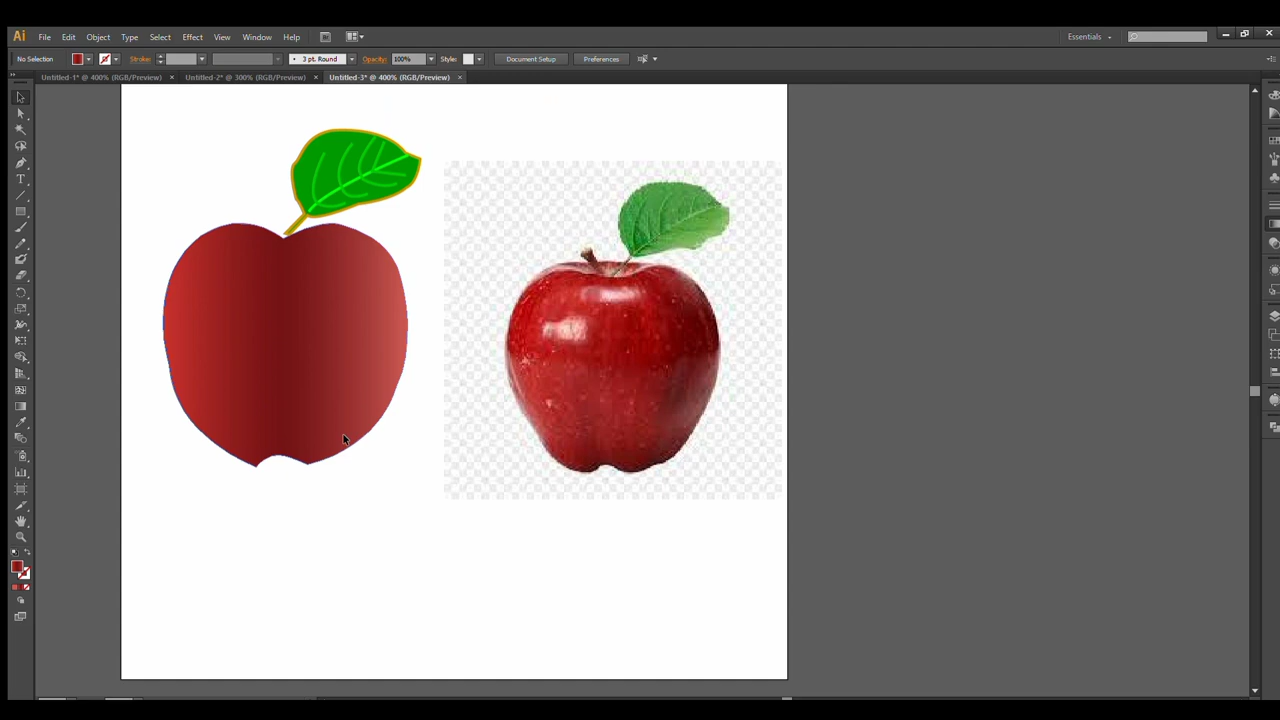 Ai File Edit Object Type Select Effect View Window Help Br Essentials
No Selection Stroke: 3 pt. Round Opacity: 100% Style: Document Setup Preferences
Untitled-1* @ 400% (RGB/Preview) × Untitled-2* @ 300% (RGB/Preview) × Untitled-3* @ 400% (RGB/Preview) ×